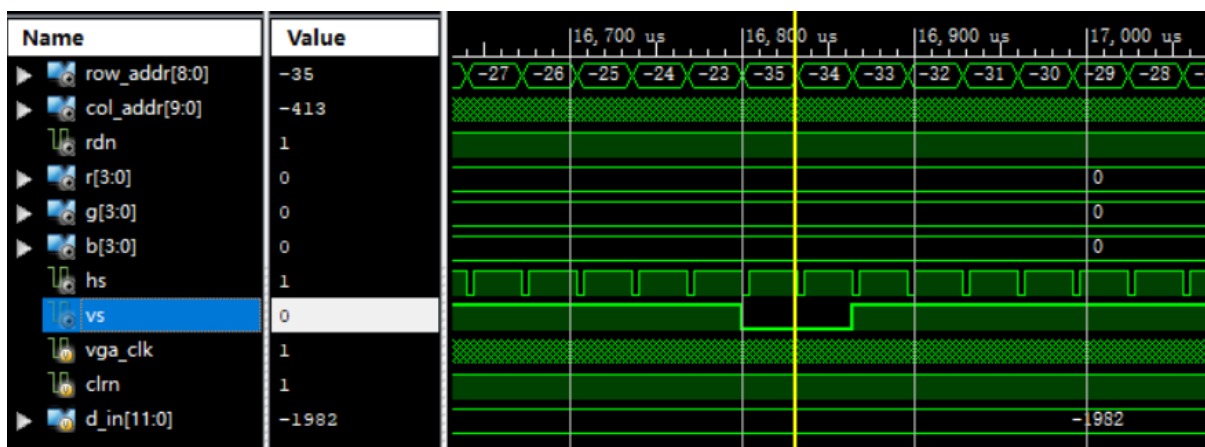 Name Value 16,700 us 16,800 us 16,900 us 17,000 us
row_addr[8:0] -35 -27 -26 -25 -24 -23 -35 -34 -33 -32 -31 -30 -29 -28 -
col_addr[9:0] -413
rdn 1
r[3:0] 0 0
g[3:0] 0 0
b[3:0] 0 0
hs 1
vs 0
vga_clk 1
clrn 1
d_in[11:0] -1982 -1982